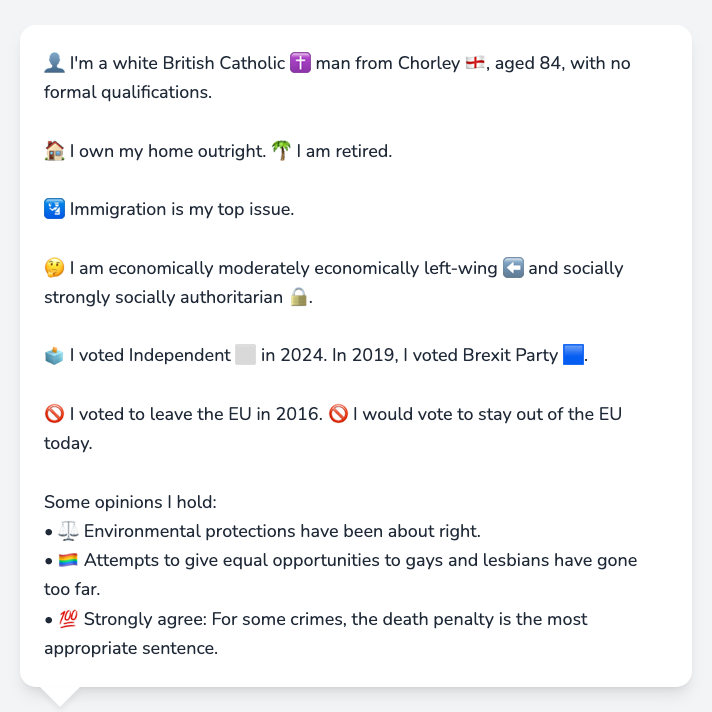 👤 I'm a white British Catholic ✝️ man from Chorley 🏴󠁧󠁢󠁥󠁮󠁧󠁿, aged 84, with no
formal qualifications.
🏠 I own my home outright. 🌴 I am retired.
🛂 Immigration is my top issue.
🤔 I am economically moderately economically left-wing ⬅️ and socially
strongly socially authoritarian 🔒.
🗳️ I voted Independent ⬜ in 2024. In 2019, I voted Brexit Party 🟦.
🚫 I voted to leave the EU in 2016. 🚫 I would vote to stay out of the EU
today.
Some opinions I hold:
• ⚖️ Environmental protections have been about right.
• 🏳️‍🌈 Attempts to give equal opportunities to gays and lesbians have gone
too far.
• 💯 Strongly agree: For some crimes, the death penalty is the most
appropriate sentence.